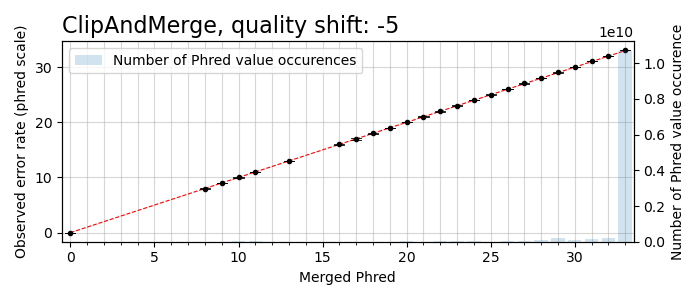 ClipAndMerge, quality shift: -5
1e10
Number of Phred value occurences
Observed error rate (phred scale)
30
20
10
0
1.0
0.8
0.6
0.4
0.2
0.0
Number of Phred value occurence
0 5 10 15 20 25 30
Merged Phred